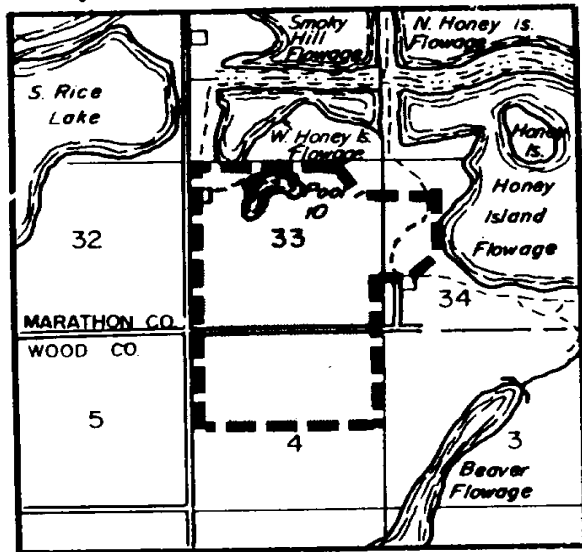 Smoky
Hill
Flowage
N. Honey Is.
Flowage
S. Rice
Lake
W. Honey Is.
Flowage
Honey
Is.
Pool
10
Honey
Island
Flowage
32
33
34
MARATHON CO.
WOOD CO.
5
4
3
Beaver
Flowage